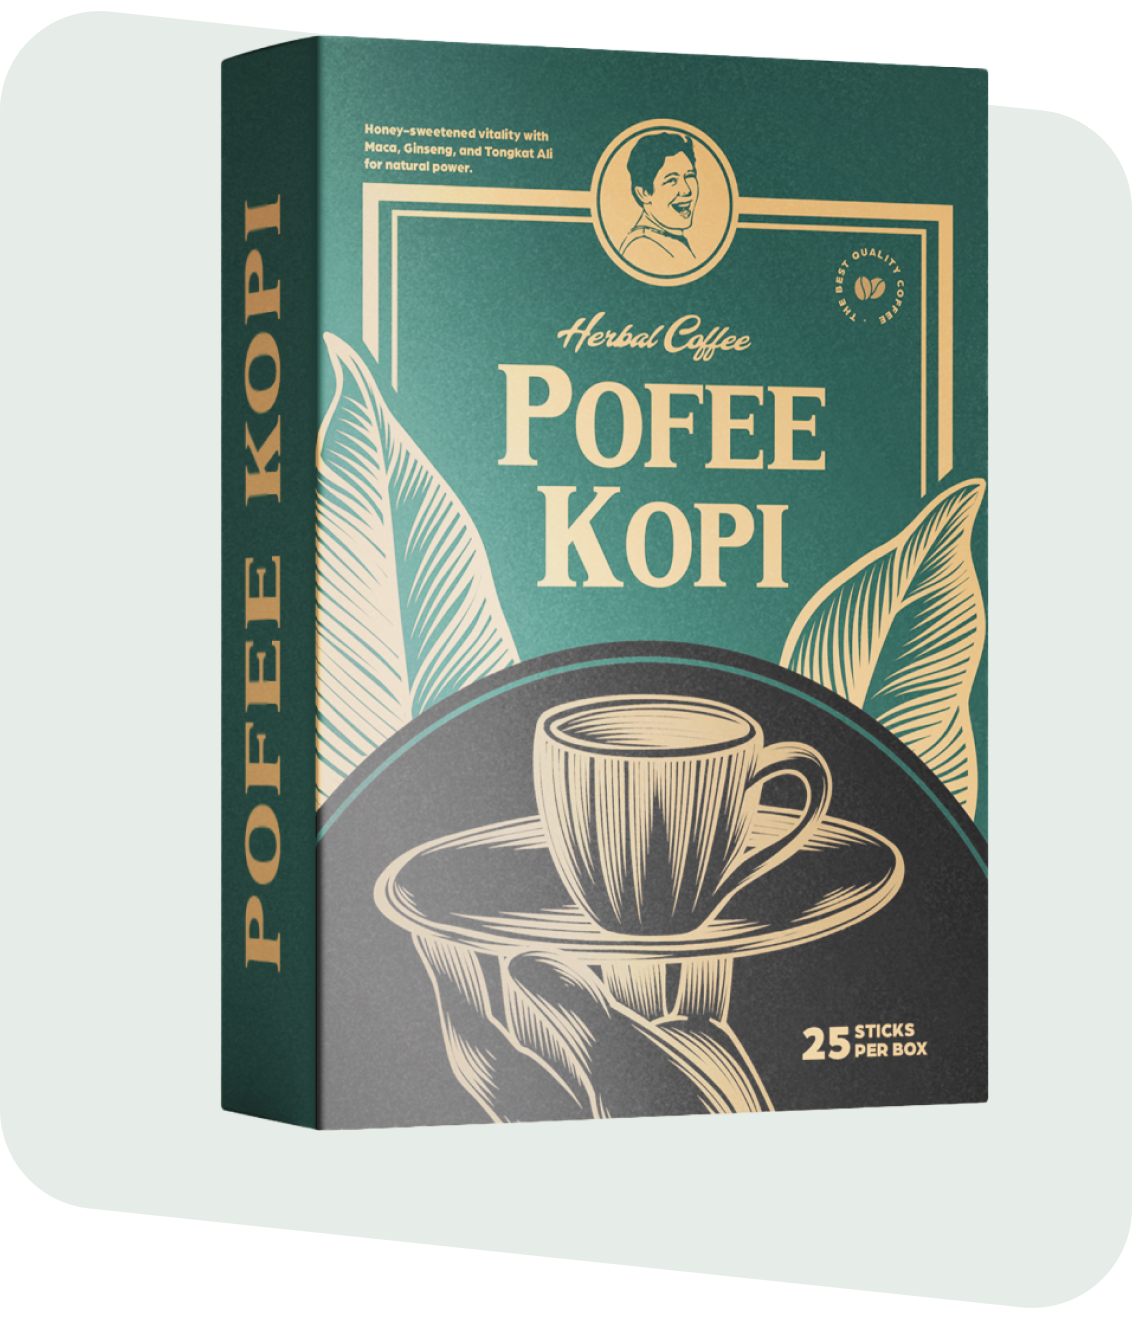 Honey-sweetened vitality with
Maca, Ginseng, and Tongkat Ali
for natural power.
THE BEST QUALITY COFFEE
Herbal Coffee
POFEE
KOPI
25 STICKS
PER BOX
POFEE KOPI